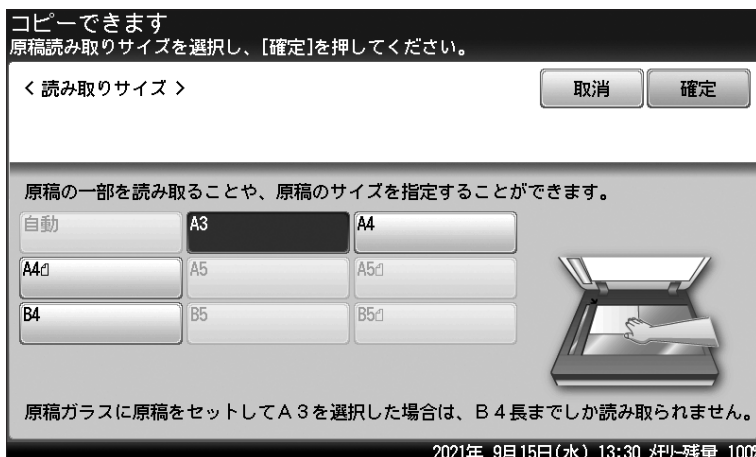 コピーできます
原稿読み取りサイズを選択し、[確定]を押してください。
< 読み取りサイズ >
取消
確定
原稿の一部を読み取ることや、原稿のサイズを指定することができます。
自動
A3
A4
A4
A5
A5
B4
B5
B5
原稿ガラスに原稿をセットしてA3を選択した場合は、B4長までしか読み取られません。
2021年 9月15日(水) 13:30 メモリー残量 100%